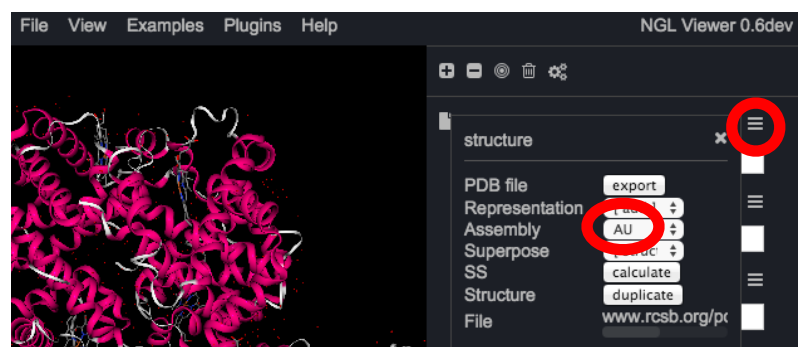 File View Examples Plugins Help NGL Viewer 0.6dev
structure
PDB file export
Representation
Assembly AU
Superpose
SS calculate
Structure duplicate
File www.rcsb.org/pc